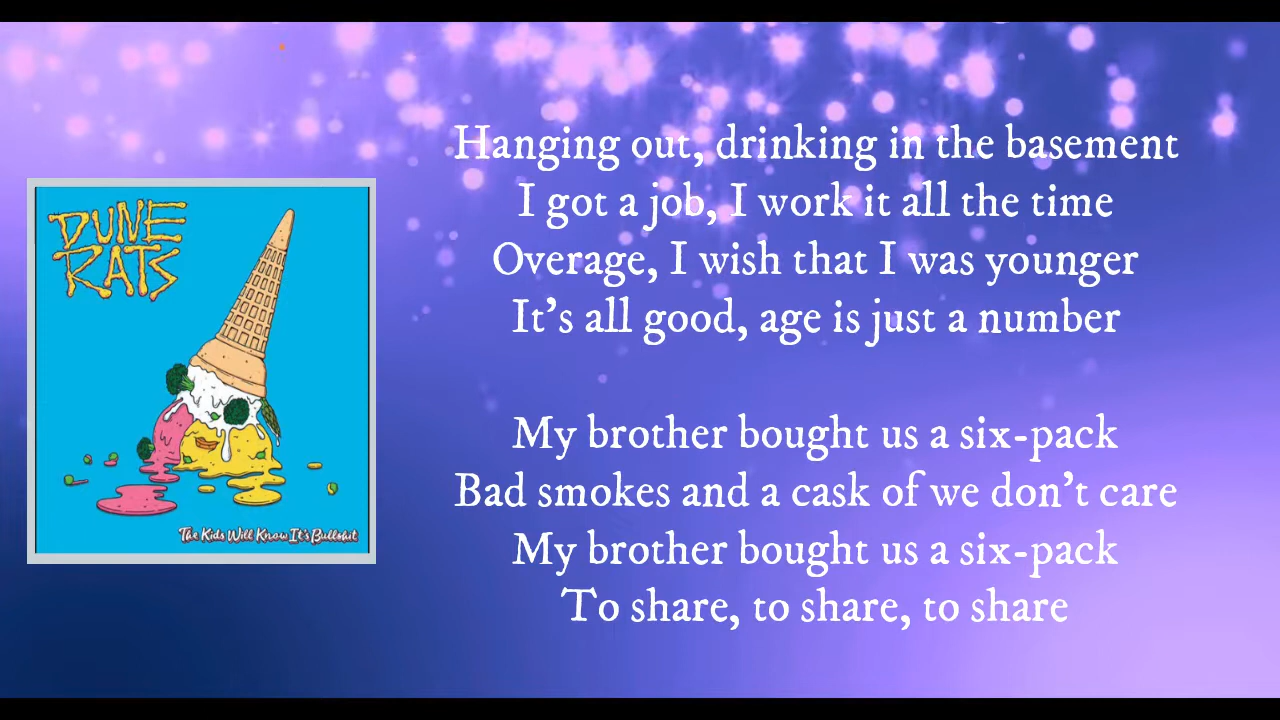 DUNE
RATS
The Kids Will Know It's Bullshit
Hanging out, drinking in the basement
I got a job, I work it all the time
Overage, I wish that I was younger
It's all good, age is just a number
My brother bought us a six-pack
Bad smokes and a cask of we don't care
My brother bought us a six-pack
To share, to share, to share